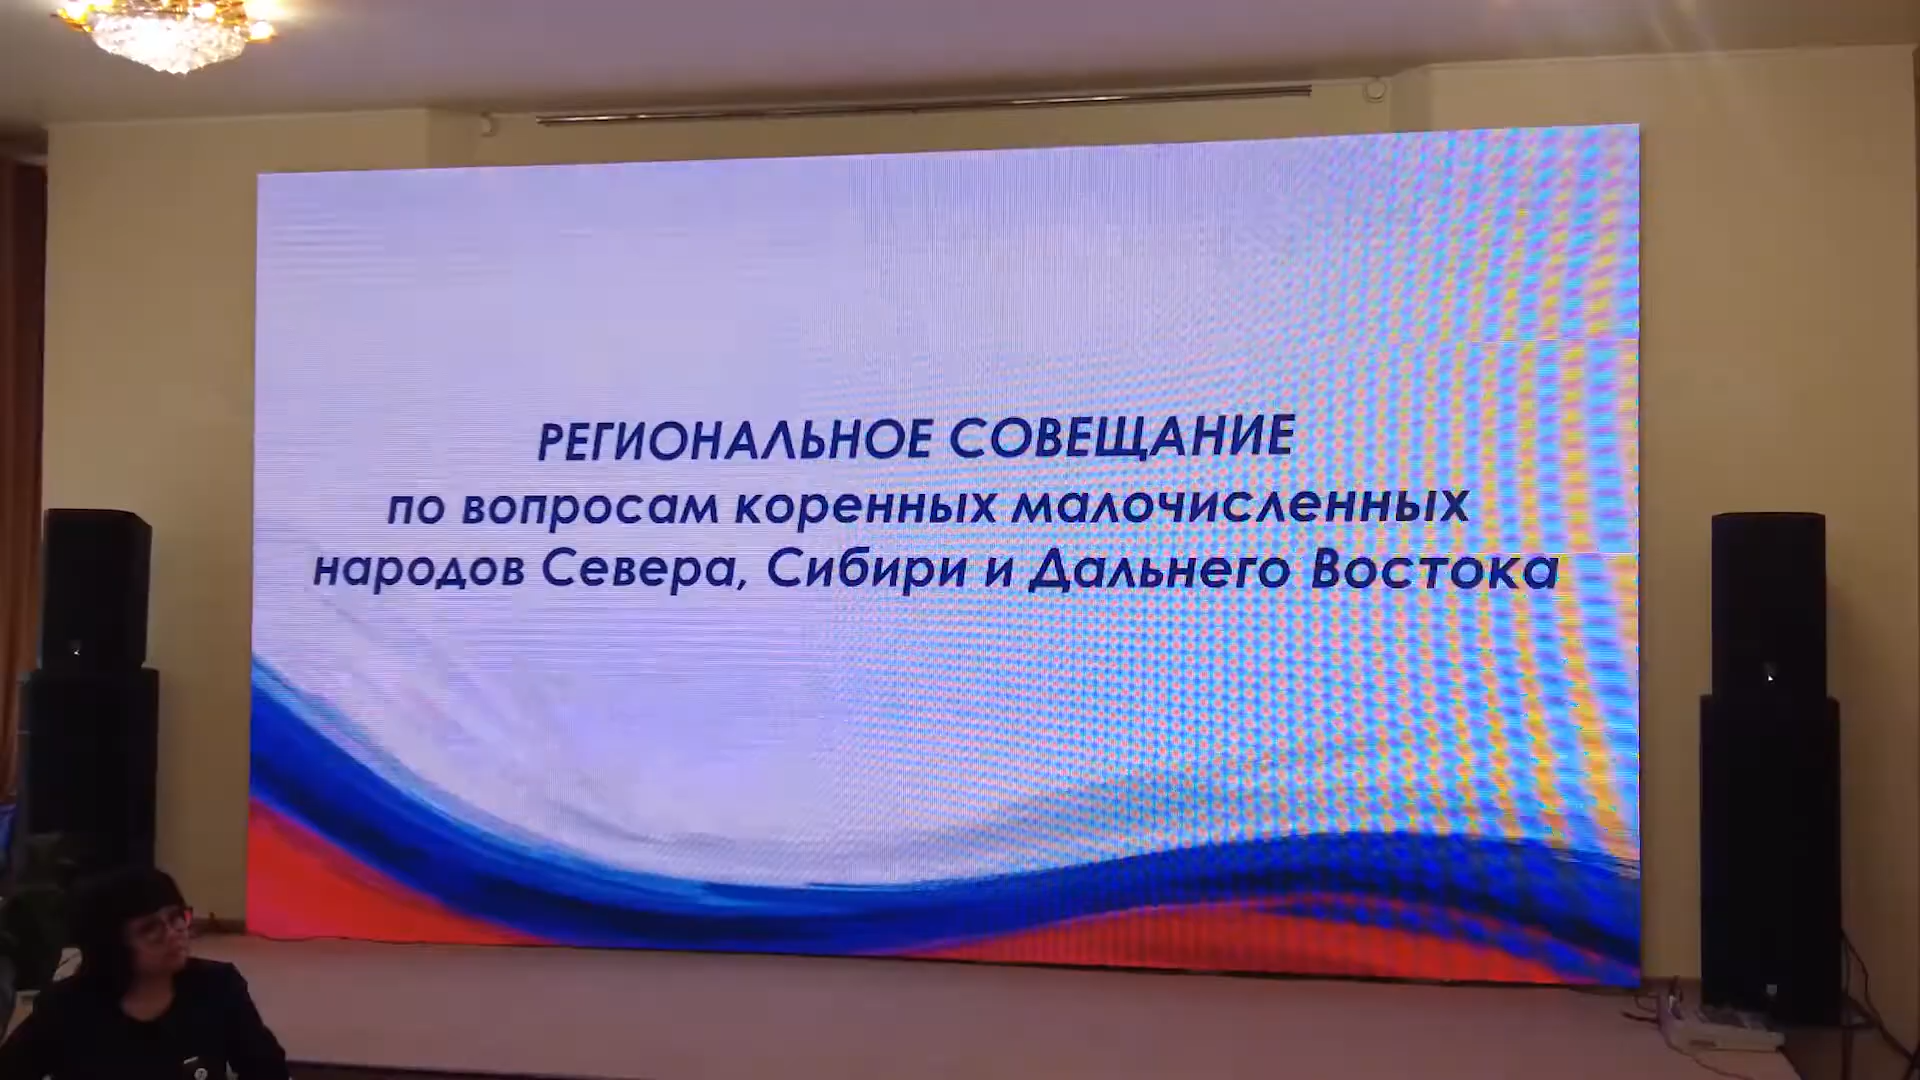 РЕГИОНАЛЬНОЕ СОВЕЩАНИЕ
по вопросам коренных малочисленных
народов Севера, Сибири и Дальнего Востока